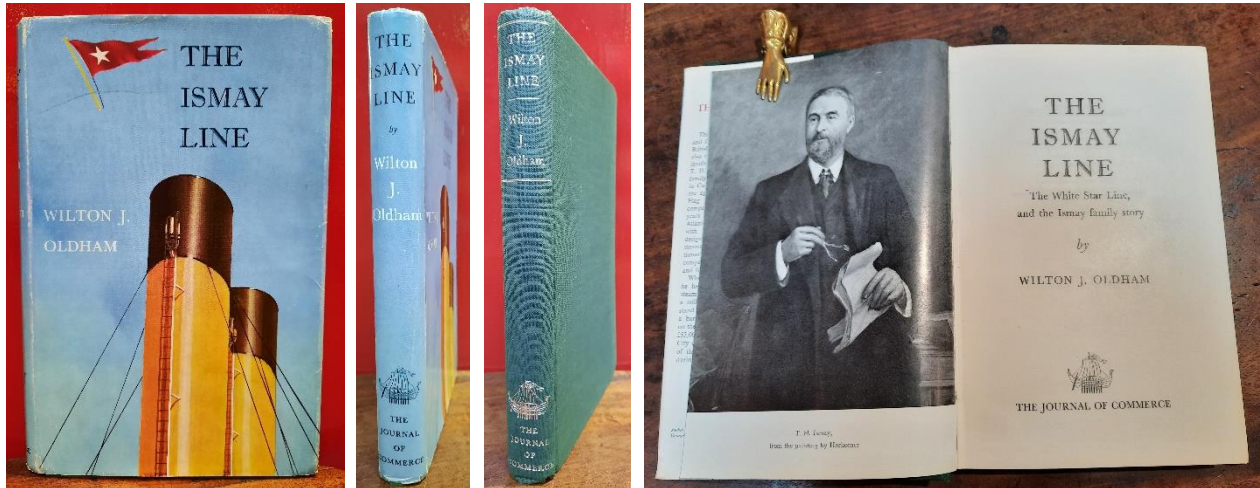 THE
ISMAY
LINE
WILTON J.
OLDHAM
THE
ISMAY
LINE
by
Wilton
J.
Oldham
THE
JOURNAL
OF
COMMERCE
THE
ISMAY
LINE
Wilton
J.
Oldham
THE
JOURNAL
OF
COMMERCE
T. H. Ismay,
from the painting by Herkomer
THE
ISMAY
LINE
The White Star Line,
and the Ismay family story
by
WILTON J. OLDHAM
THE JOURNAL OF COMMERCE